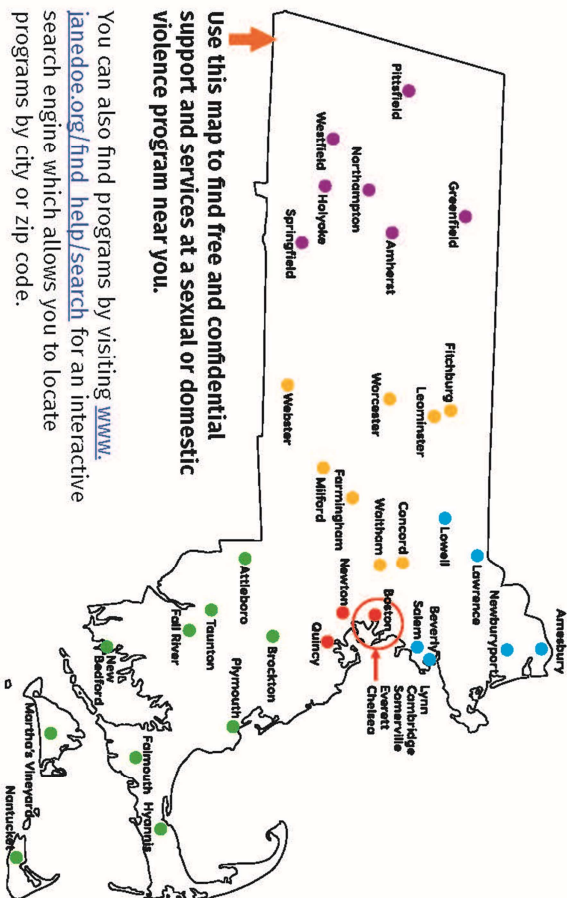 Pittsfield
Greenfield
Northampton
Amherst
Westfield
Holyoke
Springfield
Fitchburg
Leominster
Worcester
Webster
Farmingham
Milford
Lowell
Lawrence
Concord
Waltham
Newton
Boston
Quincy
Amesbury
Newburyport
Beverly
Salem
Lynn
Cambridge
Somerville
Everett
Chelsea
Attleboro
Taunton
Fall River
Brockton
Plymouth
New
Bedford
Falmouth
Hyannis
Martha's Vineyard
Nantucket
Use this map to find free and confidential
support and services at a sexual or domestic
violence program near you.
You can also find programs by visiting www.
janedoe.org/find_help/search for an interactive
search engine which allows you to locate
programs by city or zip code.